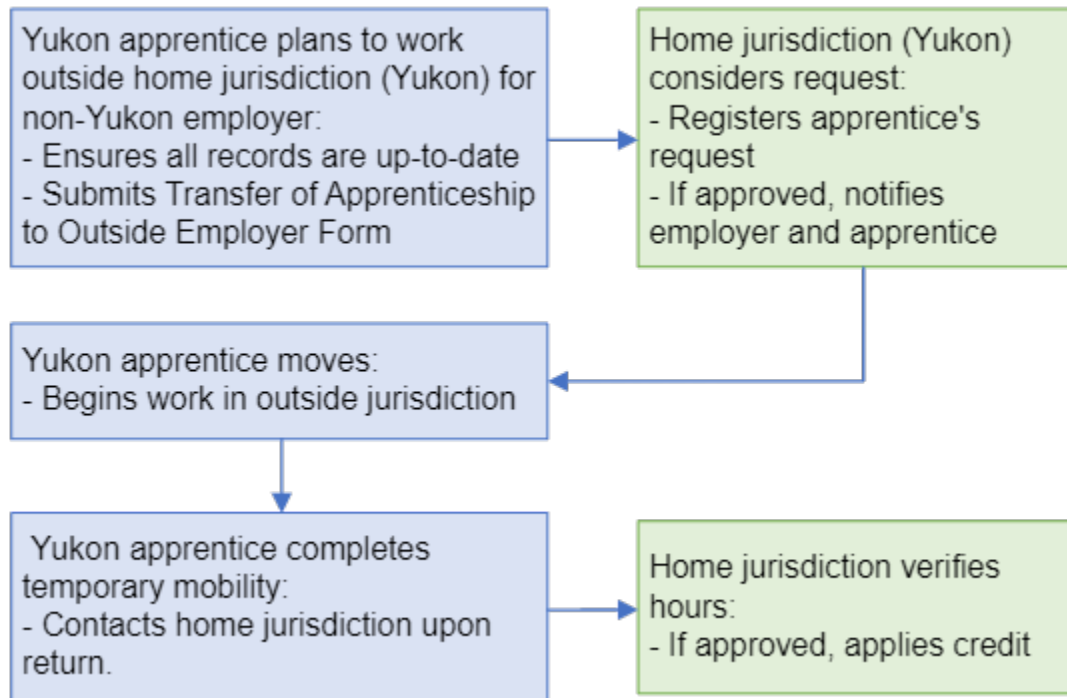 Yukon apprentice plans to work
outside home jurisdiction (Yukon) for
non-Yukon employer:
- Ensures all records are up-to-date
- Submits Transfer of Apprenticeship
to Outside Employer Form
Home jurisdiction (Yukon)
considers request:
- Registers apprentice's
request
- If approved, notifies
employer and apprentice
Yukon apprentice moves:
- Begins work in outside jurisdiction
Yukon apprentice completes
temporary mobility:
- Contacts home jurisdiction upon
return.
Home jurisdiction verifies
hours:
- If approved, applies credit